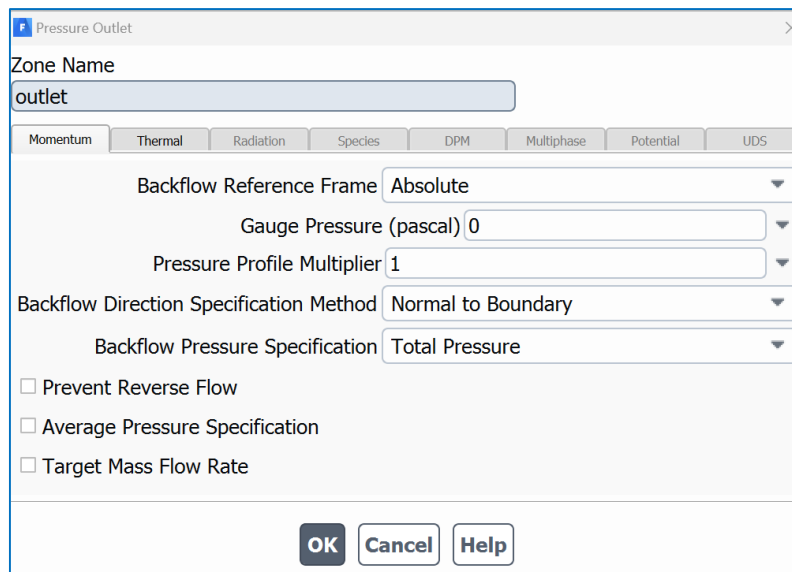 Pressure Outlet
Zone Name
outlet
Momentum Thermal Radiation Species DPM Multiphase Potential UDS
Backflow Reference Frame Absolute
Gauge Pressure (pascal) 0
Pressure Profile Multiplier 1
Backflow Direction Specification Method Normal to Boundary
Backflow Pressure Specification Total Pressure
Prevent Reverse Flow
Average Pressure Specification
Target Mass Flow Rate
OK Cancel Help